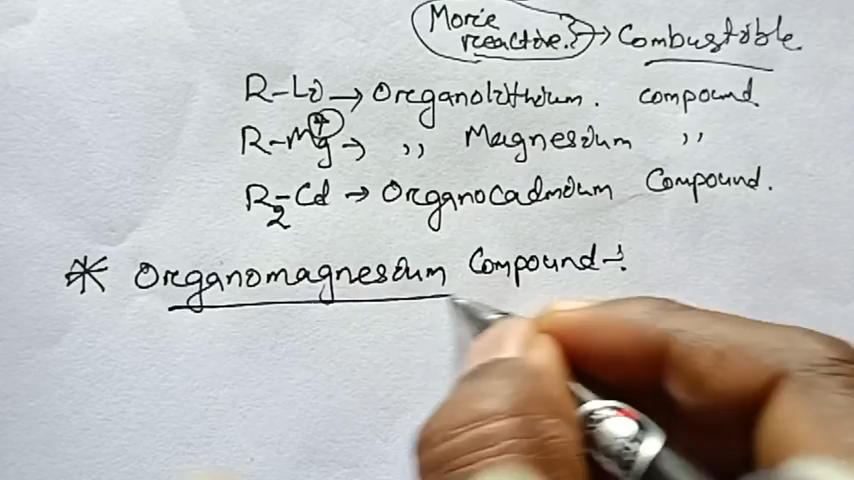 More
reactive. } → Combustible
R-Li → Organolithium. compound
R-Mg+ → ,, Magnesium ,,
R2-Cd → Organocadmium Compound.
* Organomagnesium Compound-: